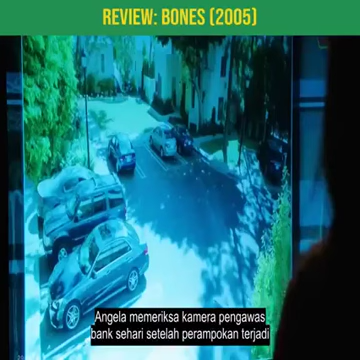 REVIEW: BONES (2005)
Angela memeriksa kamera pengawas
bank sehari setelah perampokan terjadi